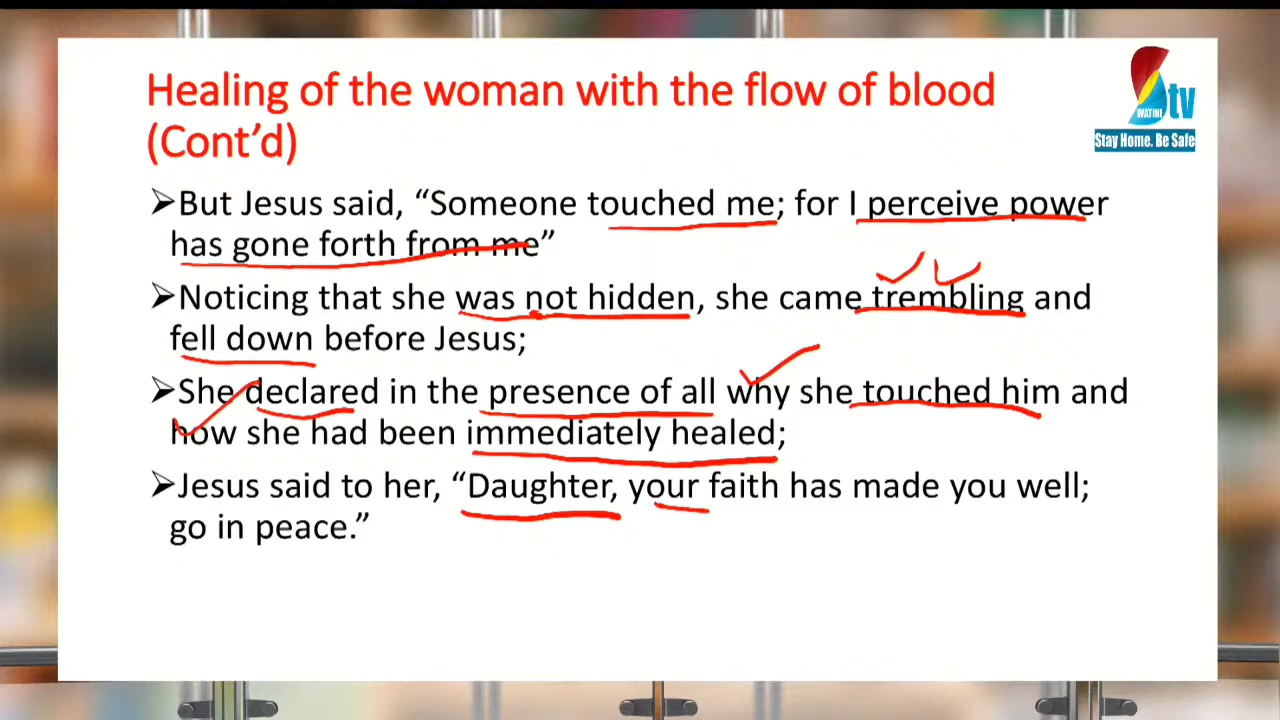 Healing of the woman with the flow of blood
(Cont’d)
tv
WATINI
Stay Home. Be Safe
➢But Jesus said, “Someone touched me; for I perceive power
has gone forth from me”
➢Noticing that she was not hidden, she came trembling and
fell down before Jesus;
➢She declared in the presence of all why she touched him and
how she had been immediately healed;
➢Jesus said to her, “Daughter, your faith has made you well;
go in peace.”